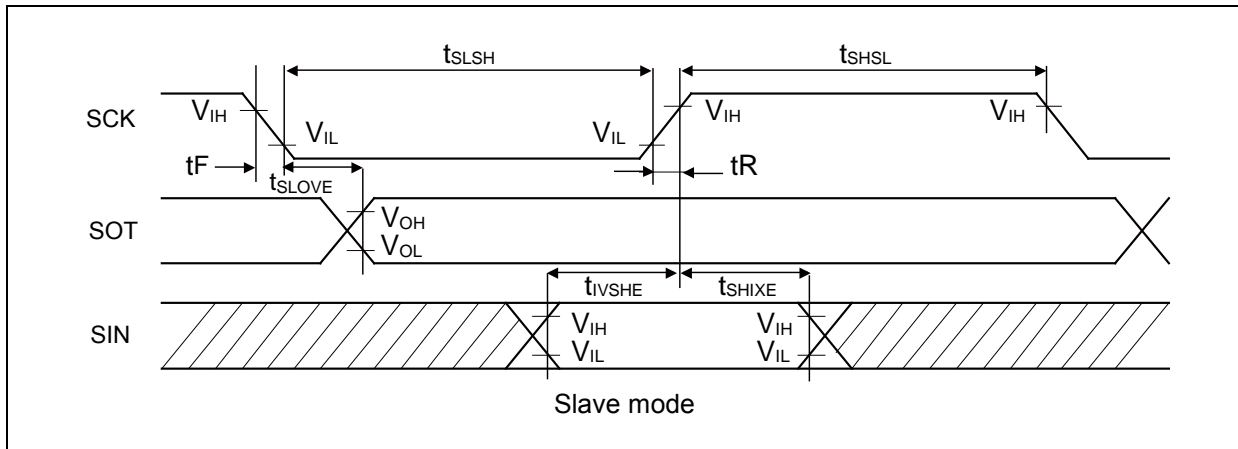 tSLSH tSHSL
SCK VIH VIL VIL VIH VIH
tF tSLOVE tR
SOT VOH
VOL
tIVSHE tSHIXE
SIN VIH VIH
VIL VIL
Slave mode